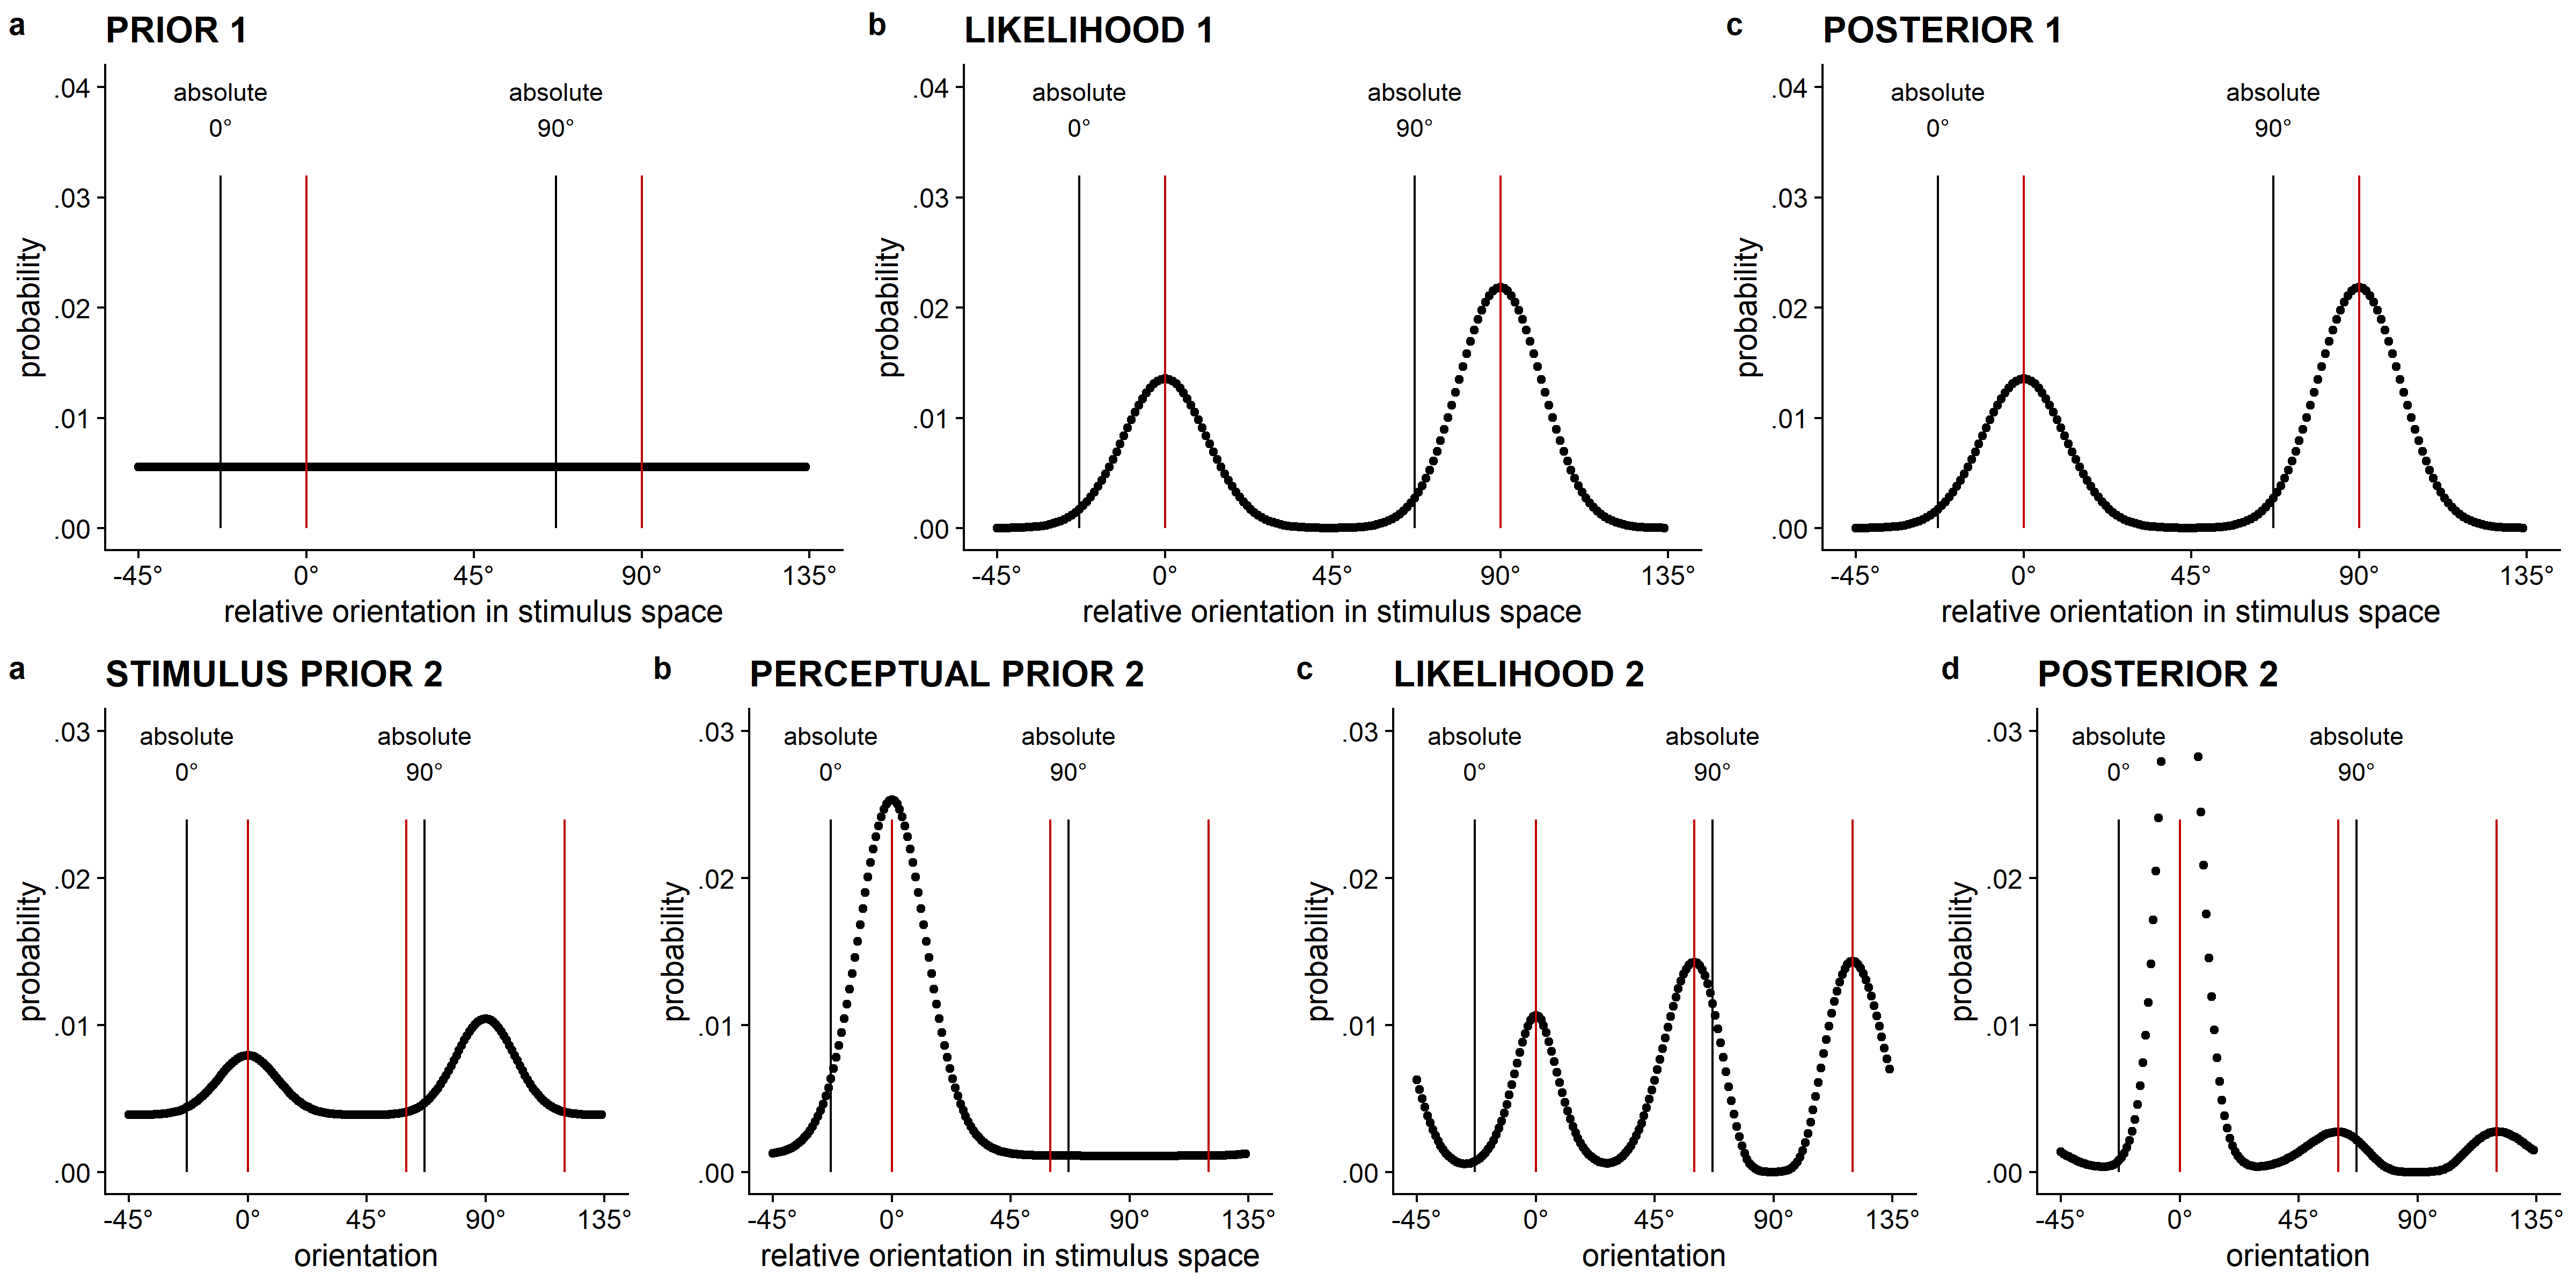 a PRIOR 1
.04
.03
.02
.01
.00
probability
absolute
0°
absolute
90°
-45° 0° 45° 90° 135°
relative orientation in stimulus space
b LIKELIHOOD 1
.04
.03
.02
.01
.00
probability
absolute
0°
absolute
90°
-45° 0° 45° 90° 135°
relative orientation in stimulus space
c POSTERIOR 1
.04
.03
.02
.01
.00
probability
absolute
0°
absolute
90°
-45° 0° 45° 90° 135°
relative orientation in stimulus space
a STIMULUS PRIOR 2
.03
.02
.01
.00
probability
absolute
0°
absolute
90°
-45° 0° 45° 90° 135°
orientation
b PERCEPTUAL PRIOR 2
.03
.02
.01
.00
probability
absolute
0°
absolute
90°
-45° 0° 45° 90° 135°
relative orientation in stimulus space
c LIKELIHOOD 2
.03
.02
.01
.00
probability
absolute
0°
absolute
90°
-45° 0° 45° 90° 135°
orientation
d POSTERIOR 2
.03
.02
.01
.00
probability
absolute
0°
absolute
90°
-45° 0° 45° 90° 135°
orientation